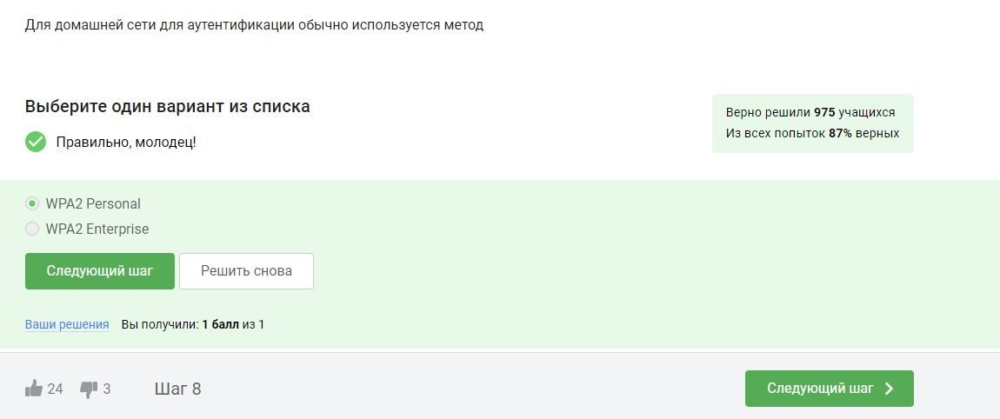 Для домашней сети для аутентификации обычно используется метод
Выберите один вариант из списка
Правильно, молодец!
Верно решили 975 учащихся
Из всех попыток 87% верных
WPA2 Personal
WPA2 Enterprise
Следующий шаг
Решить снова
Ваши решения Вы получили: 1 балл из 1
24 3 Шаг 8 Следующий шаг